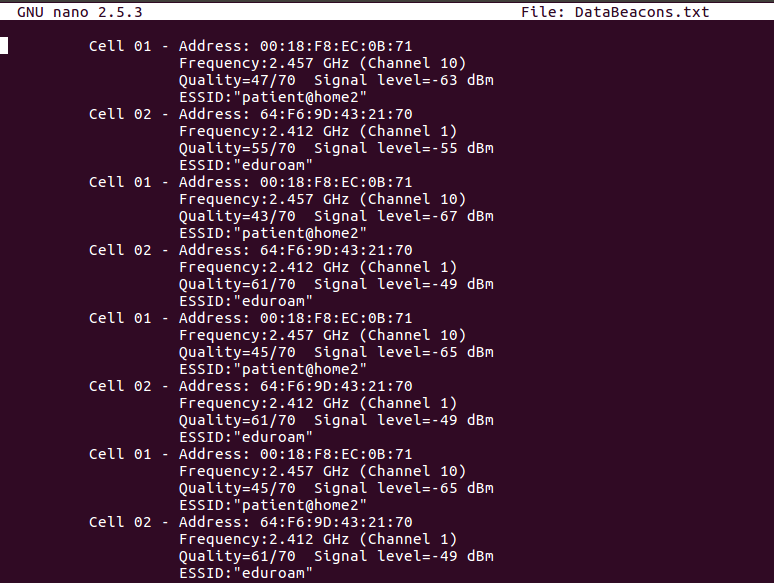 GNU nano 2.5.3 File: DataBeacons.txt
Cell 01 - Address: 00:18:F8:EC:0B:71
Frequency:2.457 GHz (Channel 10)
Quality=47/70  Signal level=-63 dBm
ESSID:"patient@home2"
Cell 02 - Address: 64:F6:9D:43:21:70
Frequency:2.412 GHz (Channel 1)
Quality=55/70  Signal level=-55 dBm
ESSID:"eduroam"
Cell 01 - Address: 00:18:F8:EC:0B:71
Frequency:2.457 GHz (Channel 10)
Quality=43/70  Signal level=-67 dBm
ESSID:"patient@home2"
Cell 02 - Address: 64:F6:9D:43:21:70
Frequency:2.412 GHz (Channel 1)
Quality=61/70  Signal level=-49 dBm
ESSID:"eduroam"
Cell 01 - Address: 00:18:F8:EC:0B:71
Frequency:2.457 GHz (Channel 10)
Quality=45/70  Signal level=-65 dBm
ESSID:"patient@home2"
Cell 02 - Address: 64:F6:9D:43:21:70
Frequency:2.412 GHz (Channel 1)
Quality=61/70  Signal level=-49 dBm
ESSID:"eduroam"
Cell 01 - Address: 00:18:F8:EC:0B:71
Frequency:2.457 GHz (Channel 10)
Quality=45/70  Signal level=-65 dBm
ESSID:"patient@home2"
Cell 02 - Address: 64:F6:9D:43:21:70
Frequency:2.412 GHz (Channel 1)
Quality=61/70  Signal level=-49 dBm
ESSID:"eduroam"